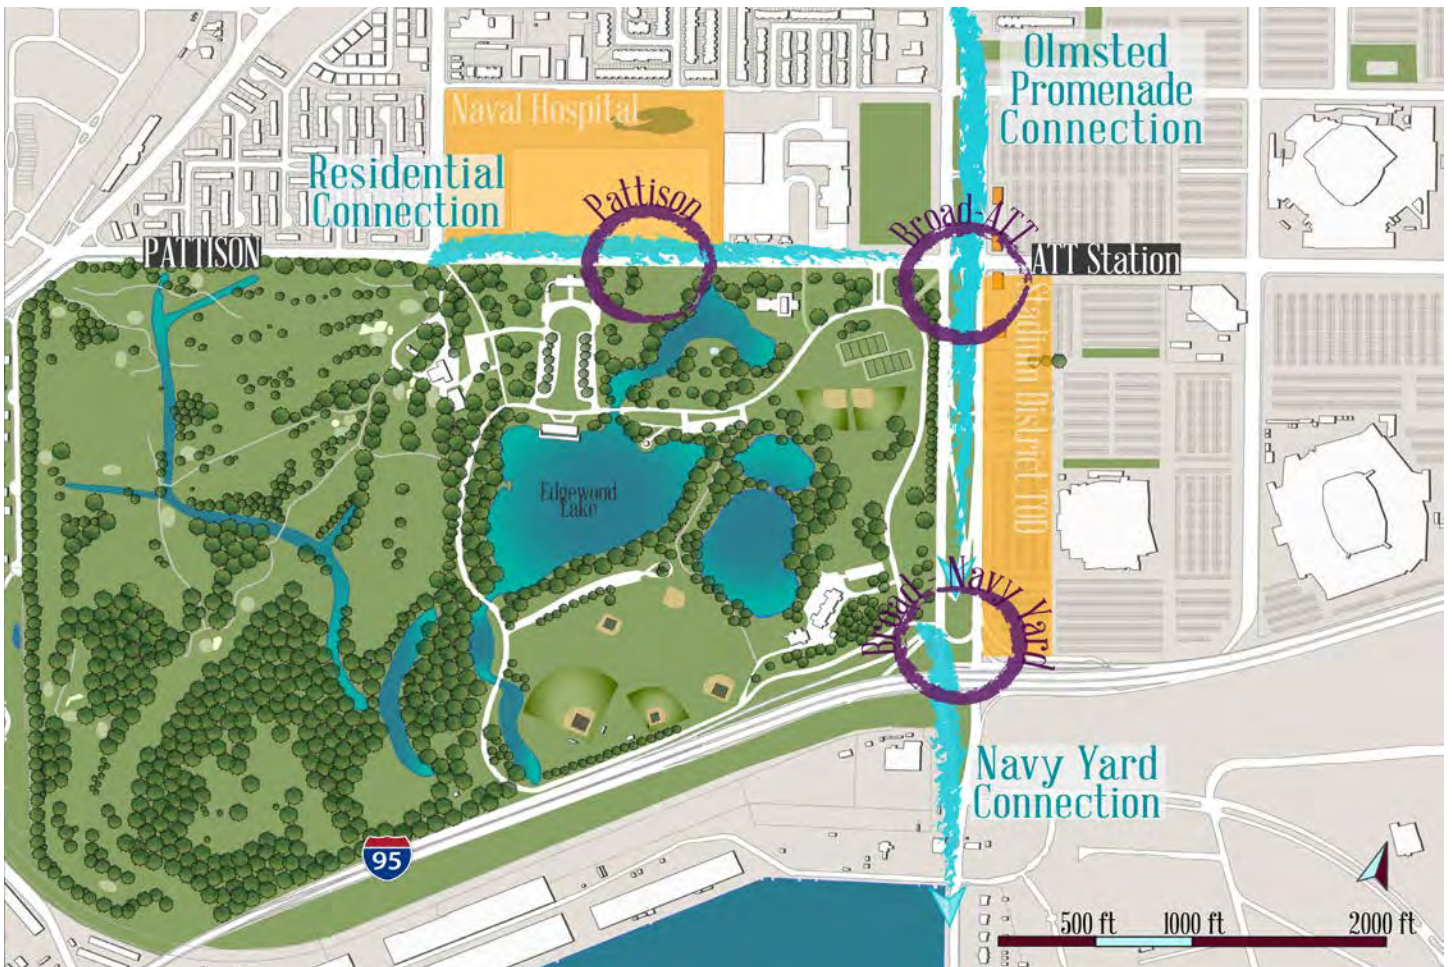 Olmsted
Promenade
Connection
Naval Hospital
Residential
Connection
Pattison
Broad-ATT
PATTISON
ATT Station
Stadium District TOD
Edgewood
Lake
Broad - Navy Yard
Navy Yard
Connection
95
500 ft
1000 ft
2000 ft